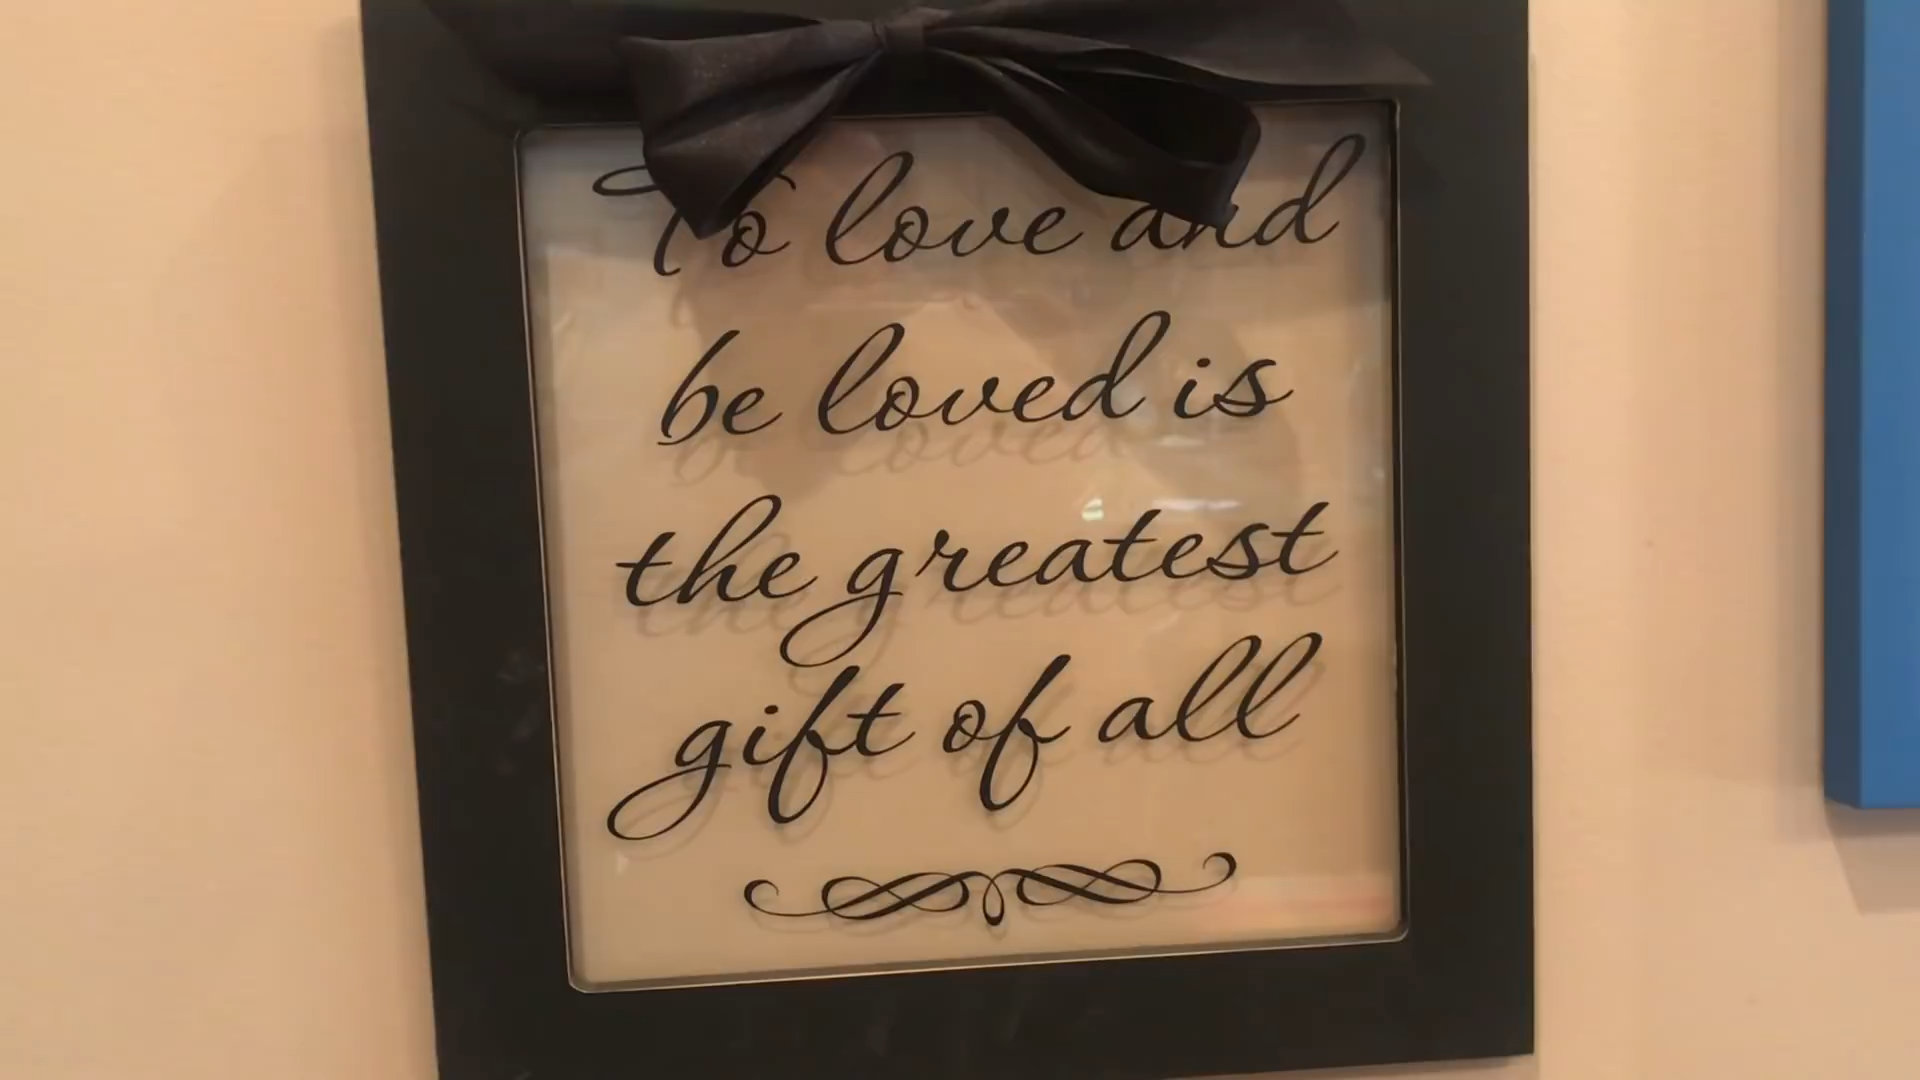 To love and
be loved is
the greatest
gift of all